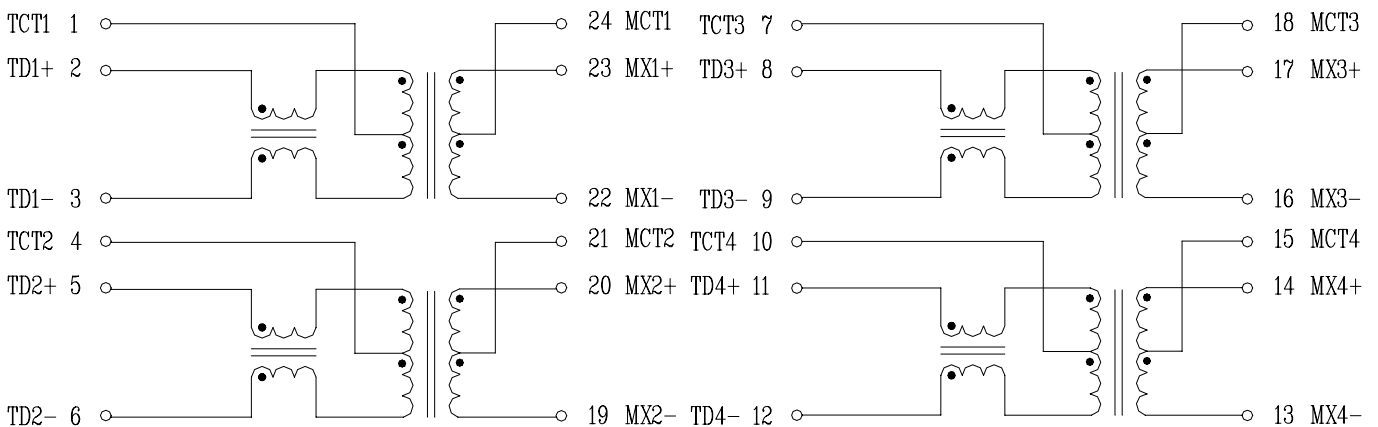 TCT1 1 24 MCT1 TCT3 7 18 MCT3
TD1+ 2 23 MX1+ TD3+ 8 17 MX3+
TD1- 3 22 MX1- TD3- 9 16 MX3-
TCT2 4 21 MCT2 TCT4 10 15 MCT4
TD2+ 5 20 MX2+ TD4+ 11 14 MX4+
TD2- 6 19 MX2- TD4- 12 13 MX4-